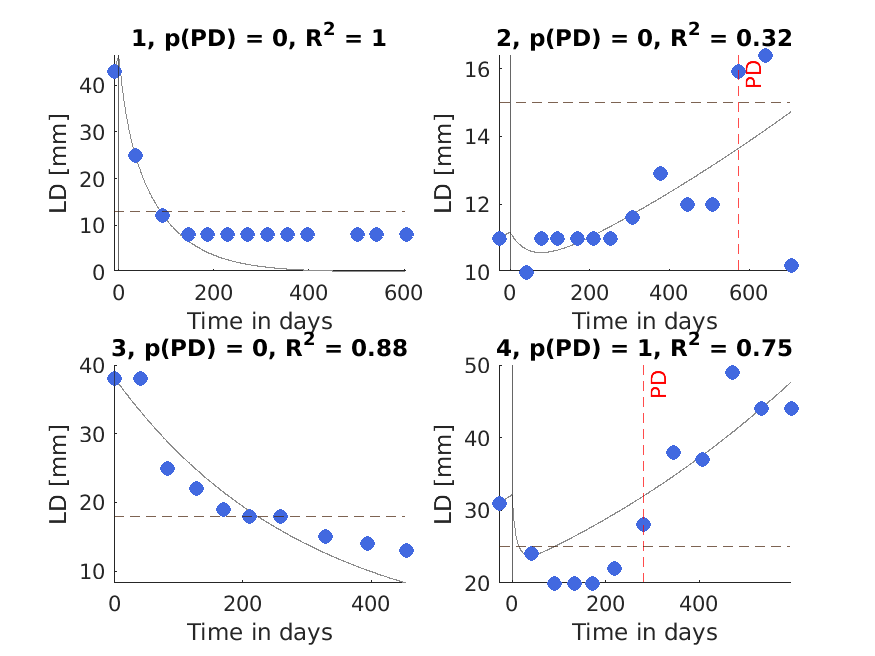 1, p(PD) = 0, R² = 1
LD [mm]
40
30
20
10
0
0 200 400 600
Time in days
2, p(PD) = 0, R² = 0.32
LD [mm]
16
14
12
10
PD
0 200 400 600
Time in days
3, p(PD) = 0, R² = 0.88
LD [mm]
40
30
20
10
0 200 400
Time in days
4, p(PD) = 1, R² = 0.75
LD [mm]
50
40
30
20
PD
0 200 400
Time in days